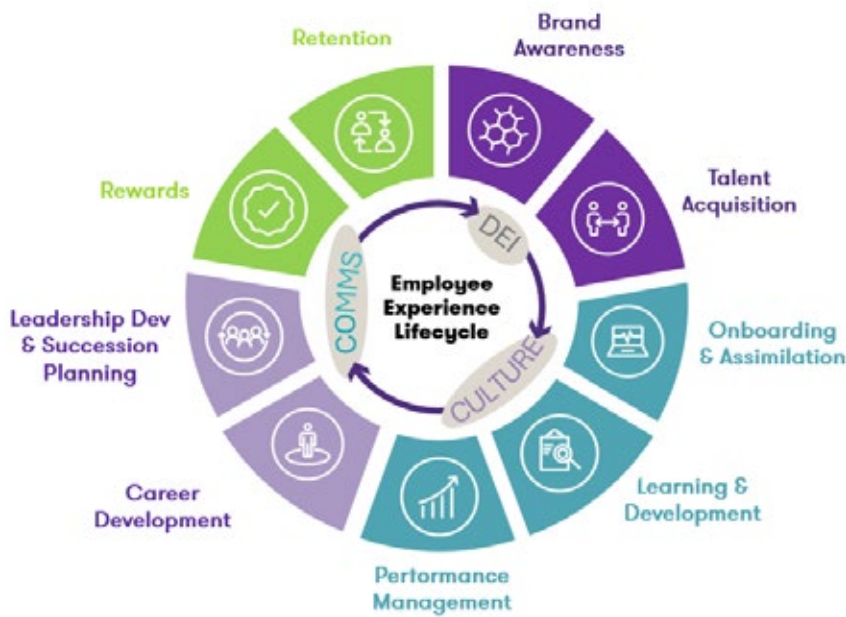 Retention
Brand
Awareness
Rewards
Talent
Acquisition
DEI
COMMS
Employee
Experience
Lifecycle
CULTURE
Leadership Dev
& Succession
Planning
Onboarding
& Assimilation
Career
Development
Learning &
Development
Performance
Management